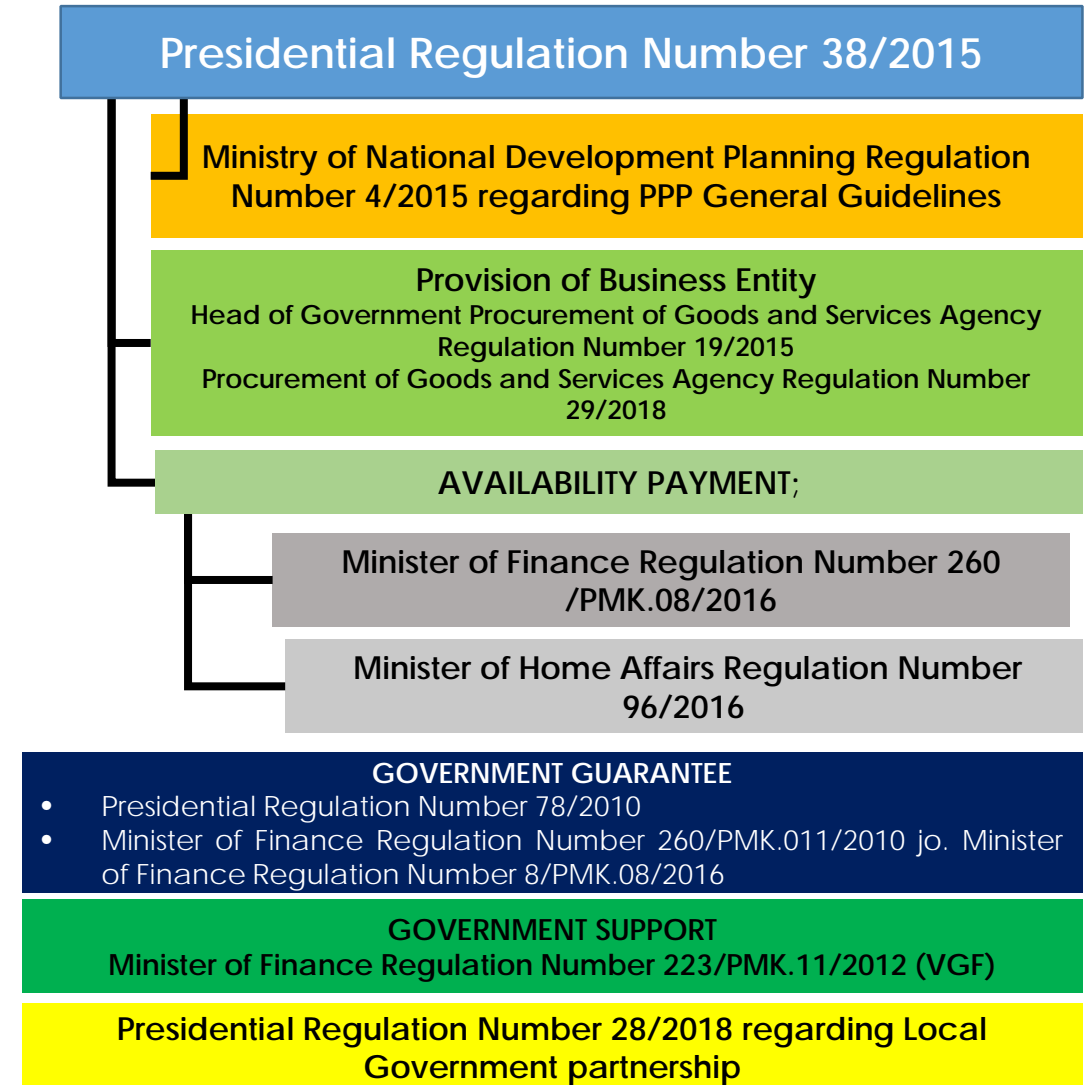 Presidential Regulation Number 38/2015
Ministry of National Development Planning Regulation
Number 4/2015 regarding PPP General Guidelines
Provision of Business Entity
Head of Government Procurement of Goods and Services Agency
Regulation Number 19/2015
Procurement of Goods and Services Agency Regulation Number
29/2018
AVAILABILITY PAYMENT;
Minister of Finance Regulation Number 260
/PMK.08/2016
Minister of Home Affairs Regulation Number
96/2016
GOVERNMENT GUARANTEE
• Presidential Regulation Number 78/2010
• Minister of Finance Regulation Number 260/PMK.011/2010 jo. Minister
of Finance Regulation Number 8/PMK.08/2016
GOVERNMENT SUPPORT
Minister of Finance Regulation Number 223/PMK.11/2012 (VGF)
Presidential Regulation Number 28/2018 regarding Local
Government partnership